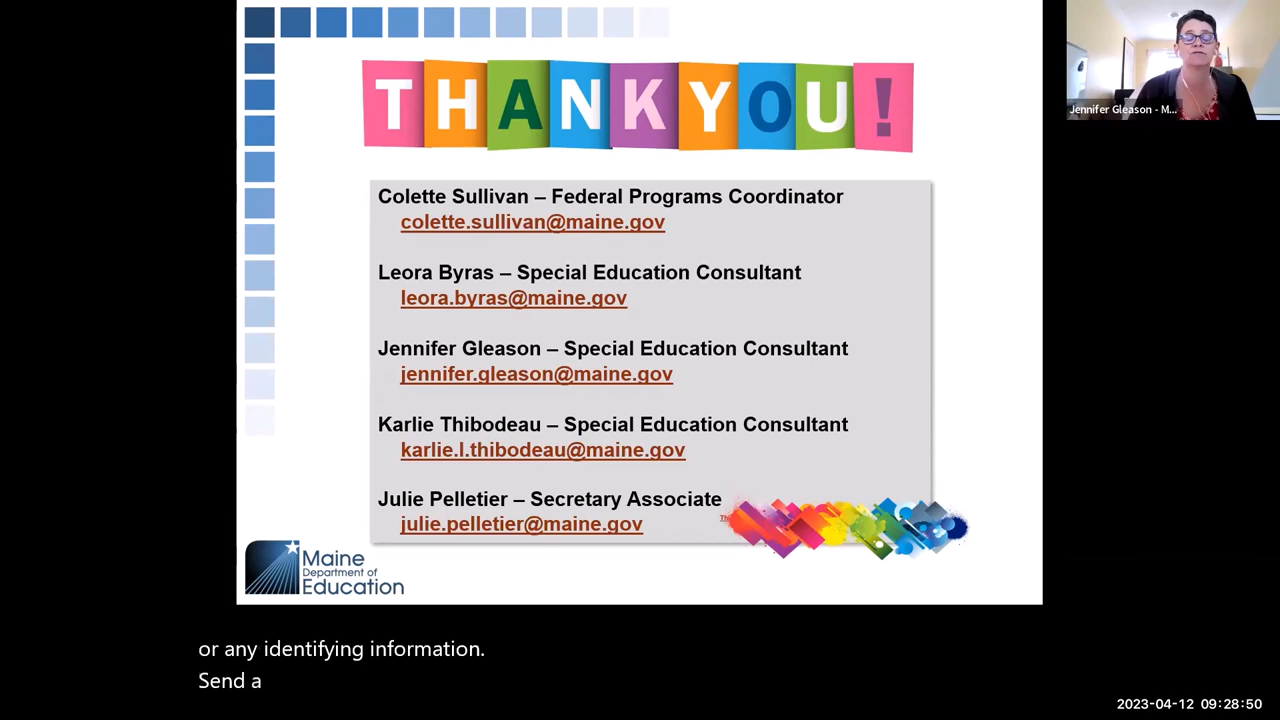 THANK YOU!
Jennifer Gleason - M...
Colette Sullivan – Federal Programs Coordinator
colette.sullivan@maine.gov
Leora Byras – Special Education Consultant
leora.byras@maine.gov
Jennifer Gleason – Special Education Consultant
jennifer.gleason@maine.gov
Karlie Thibodeau – Special Education Consultant
karlie.l.thibodeau@maine.gov
Julie Pelletier – Secretary Associate
julie.pelletier@maine.gov
Maine
Department of
Education
or any identifying information.
Send a
2023-04-12 09:28:50